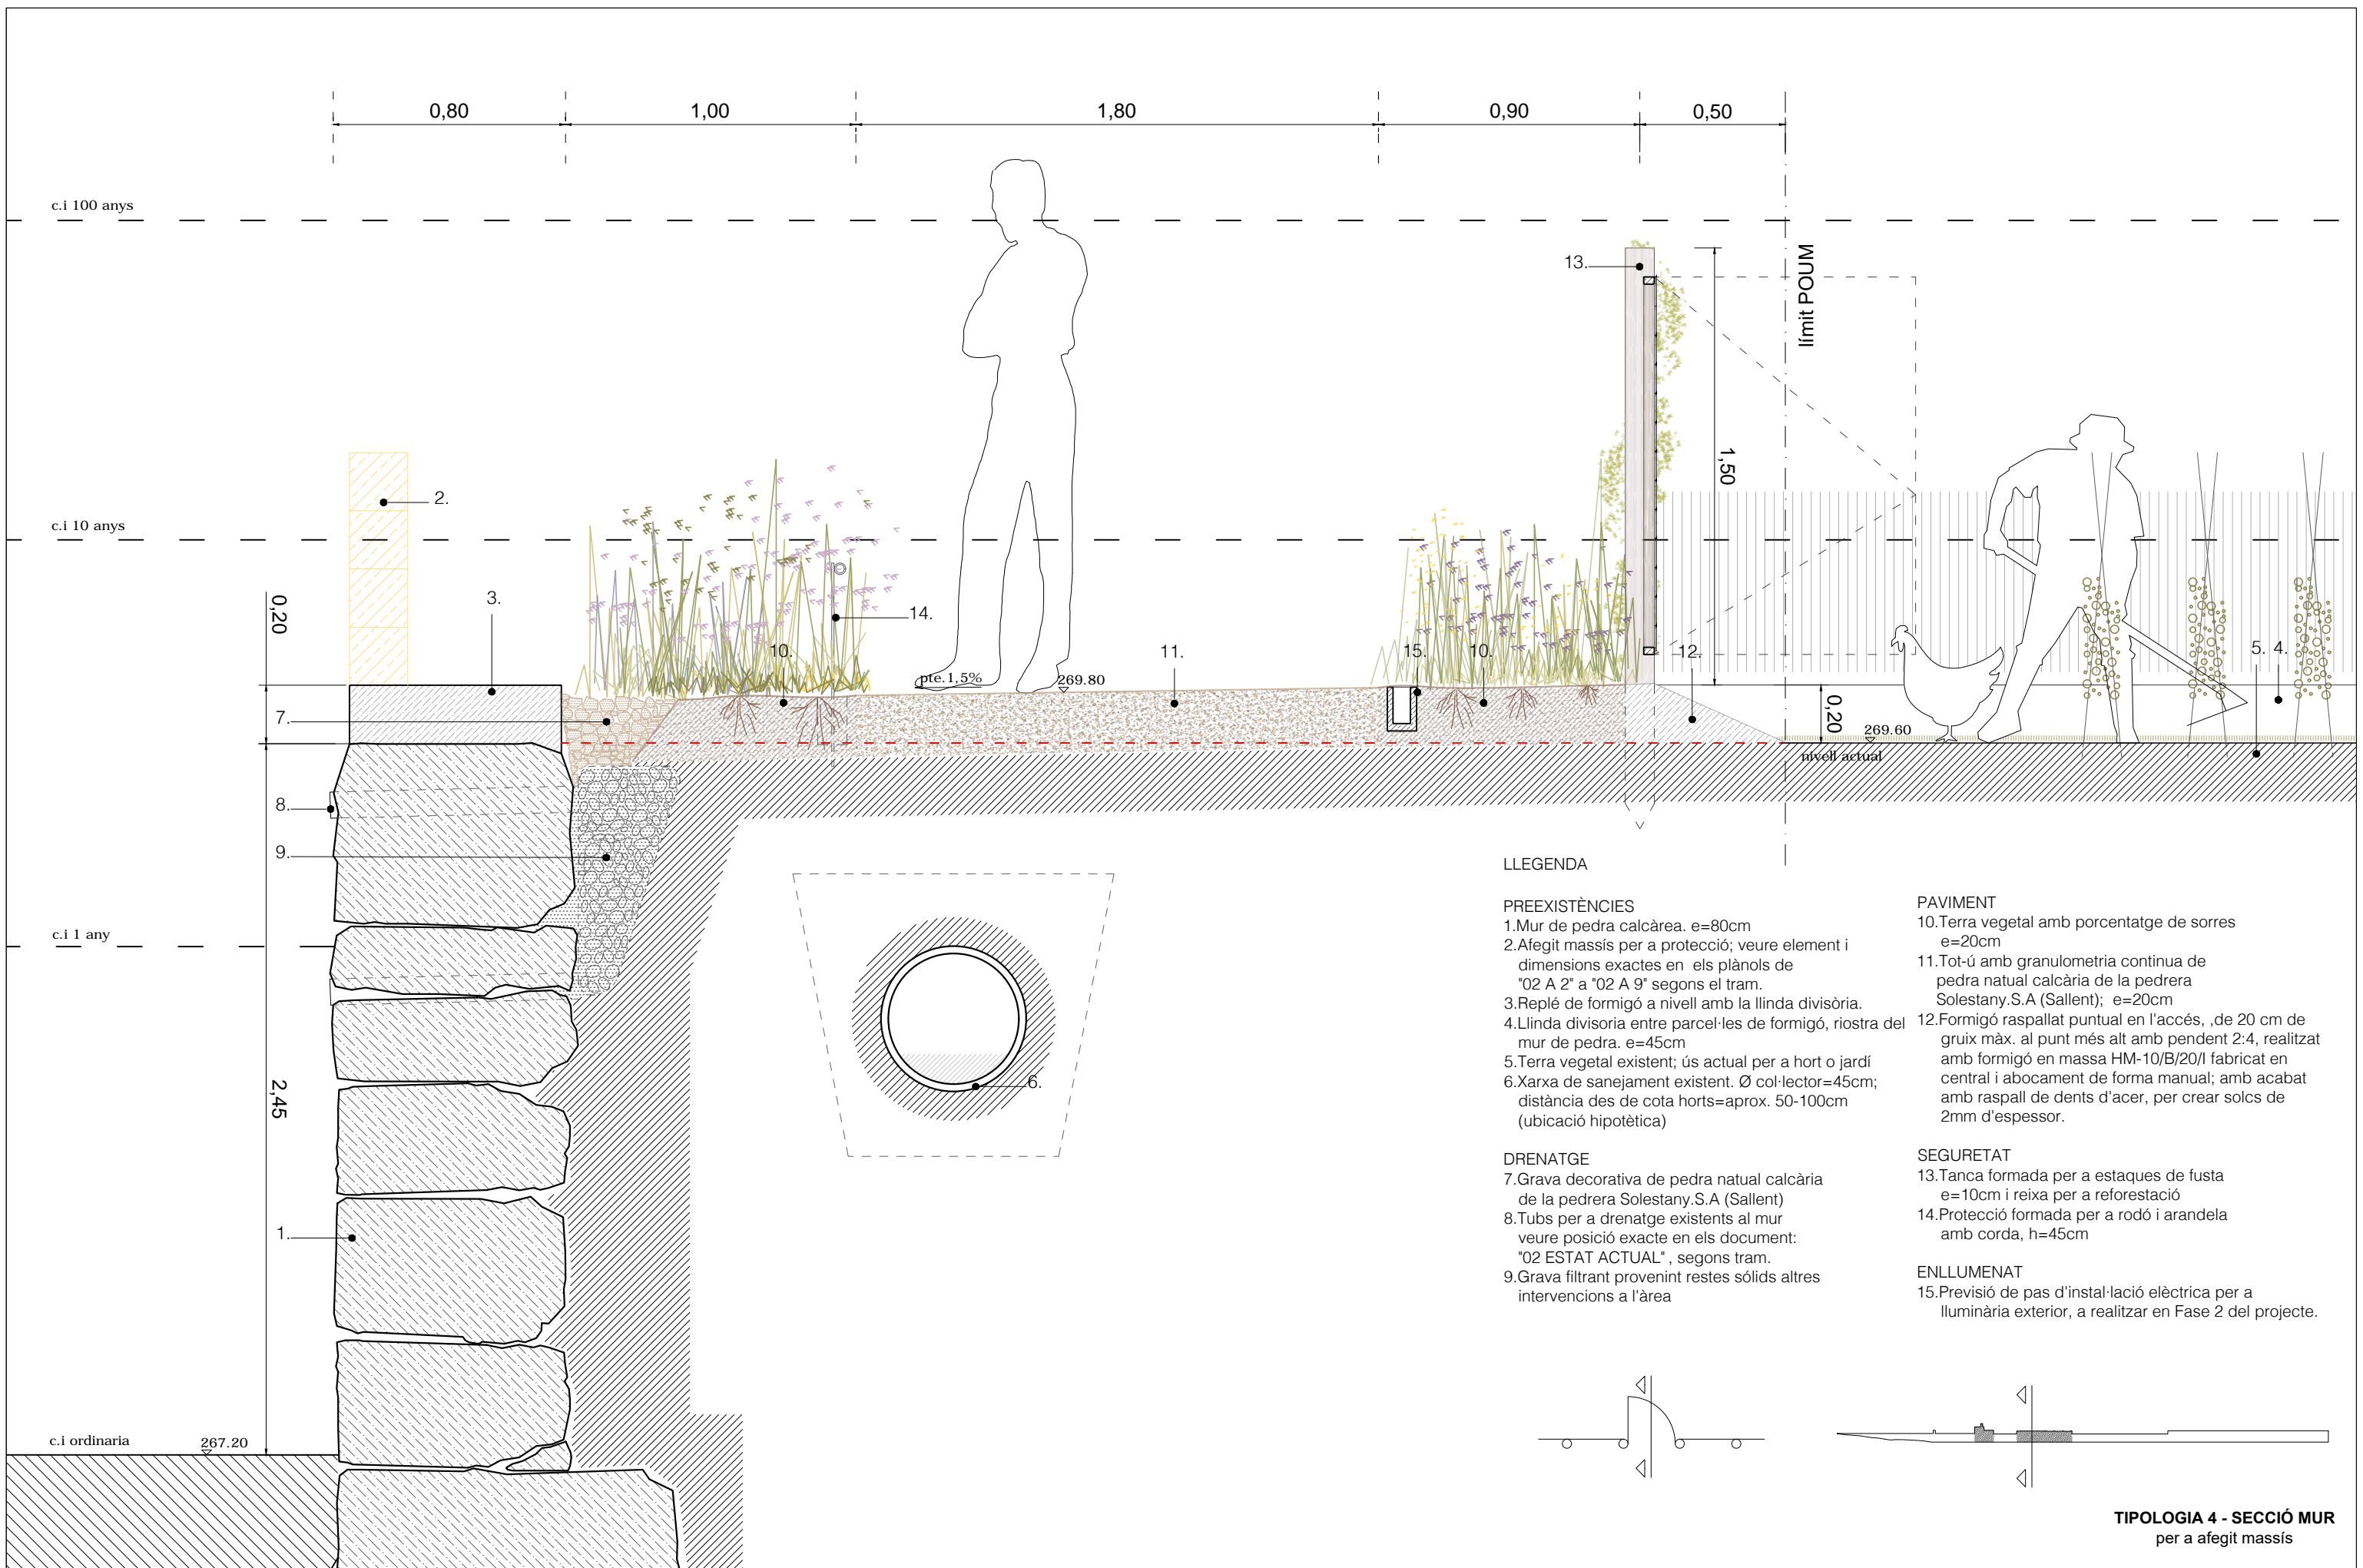 0,80
1,00
1,80
0,90
0,50
c.i 100 anys
límit POUM
13.
1,50
2.
c.i 10 anys
0,20
3.
14.
10.
11.
15.
10.
12.
5.
4.
pte.1,5%
269.80
7.
0,20
269.60
nivell actual
8.
9.
c.i 1 any
6.
2,45
1.
c.i ordinaria
267.20
LLEGENDA
PREEXISTÈNCIES
1.Mur de pedra calcàrea. e=80cm
2.Afegit massís per a protecció; veure element i
dimensions exactes en els plànols de
"02 A 2" a "02 A 9" segons el tram.
3.Replé de formigó a nivell amb la llinda divisòria.
4.Llinda divisoria entre parcel·les de formigó, riostra del
mur de pedra. e=45cm
5.Terra vegetal existent; ús actual per a hort o jardí
6.Xarxa de sanejament existent. Ø col·lector=45cm;
distància des de cota horts=aprox. 50-100cm
(ubicació hipotètica)
DRENATGE
7.Grava decorativa de pedra natual calcària
de la pedrera Solestany.S.A (Sallent)
8.Tubs per a drenatge existents al mur
veure posició exacte en els document:
"02 ESTAT ACTUAL" , segons tram.
9.Grava filtrant provenint restes sólids altres
intervencions a l'àrea
PAVIMENT
10.Terra vegetal amb porcentatge de sorres
e=20cm
11.Tot-ú amb granulometria continua de
pedra natual calcària de la pedrera
Solestany.S.A (Sallent); e=20cm
12.Formigó raspallat puntual en l'accés, ,de 20 cm de
gruix màx. al punt més alt amb pendent 2:4, realitzat
amb formigó en massa HM-10/B/20/I fabricat en
central i abocament de forma manual; amb acabat
amb raspall de dents d'acer, per crear solcs de
2mm d'espessor.
SEGURETAT
13.Tanca formada per a estaques de fusta
e=10cm i reixa per a reforestació
14.Protecció formada per a rodó i arandela
amb corda, h=45cm
ENLLUMENAT
15.Previsió de pas d'instal·lació elèctrica per a
lluminària exterior, a realitzar en Fase 2 del projecte.
TIPOLOGIA 4 - SECCIÓ MUR
per a afegit massís